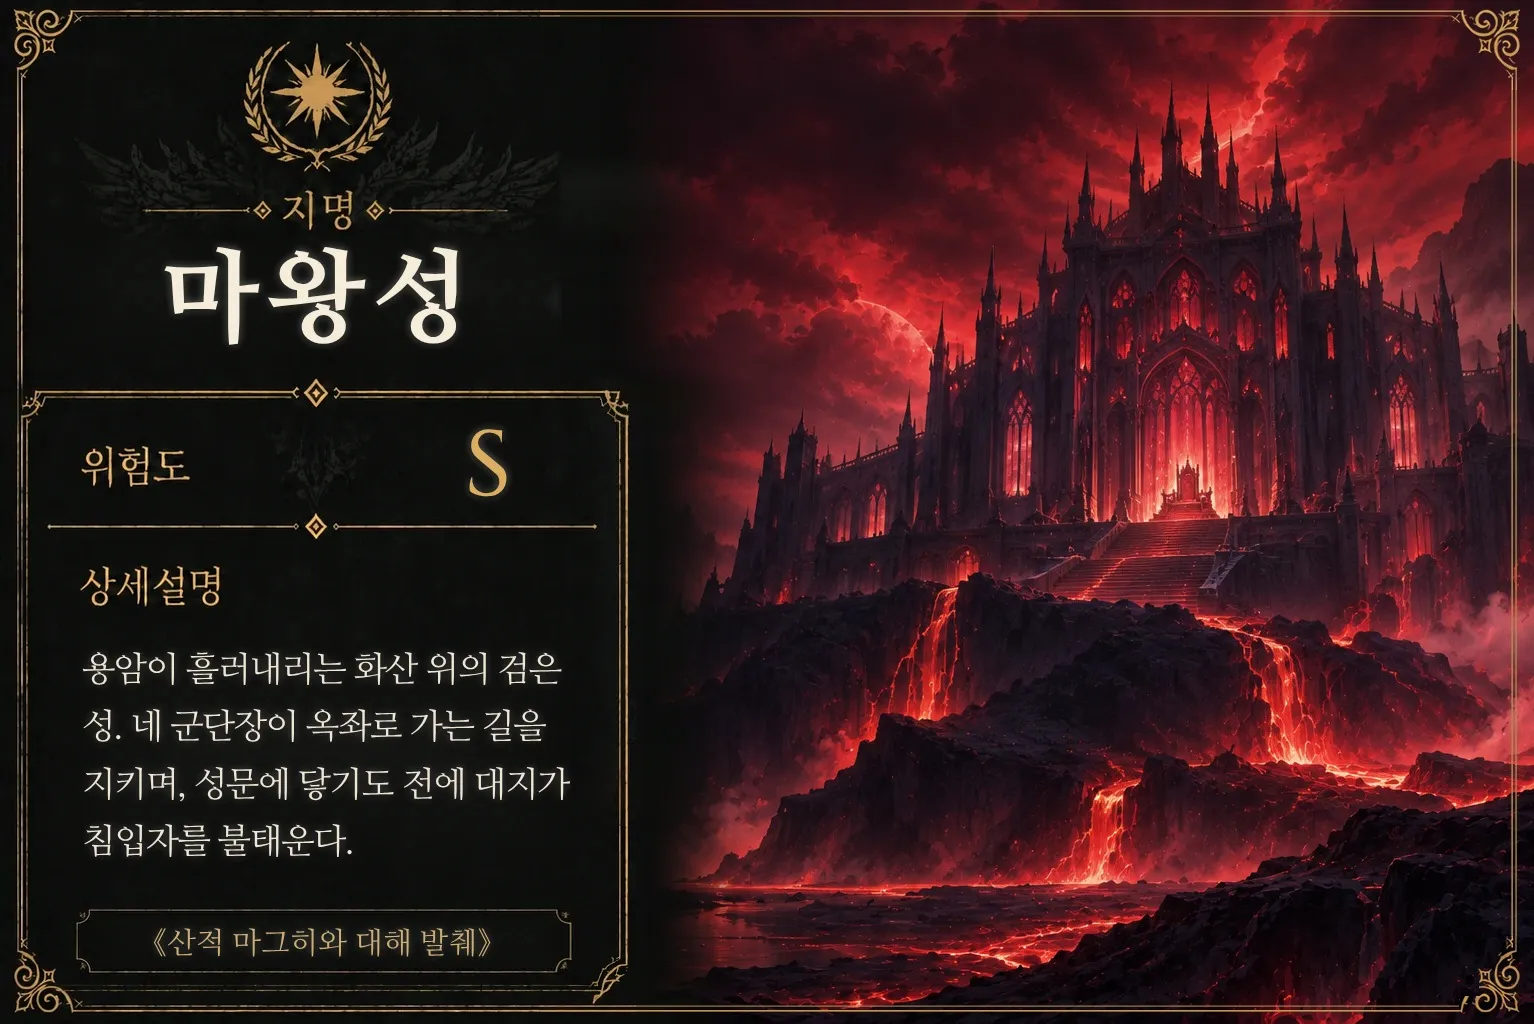 지명
마왕성
위험도 S
상세설명
용암이 흘러내리는 화산 위의 검은
성. 네 군단장이 옥좌로 가는 길을
지키며, 성문에 닿기도 전에 대지가
침입자를 불태운다.
《산적 마그히와 대해 발췌》